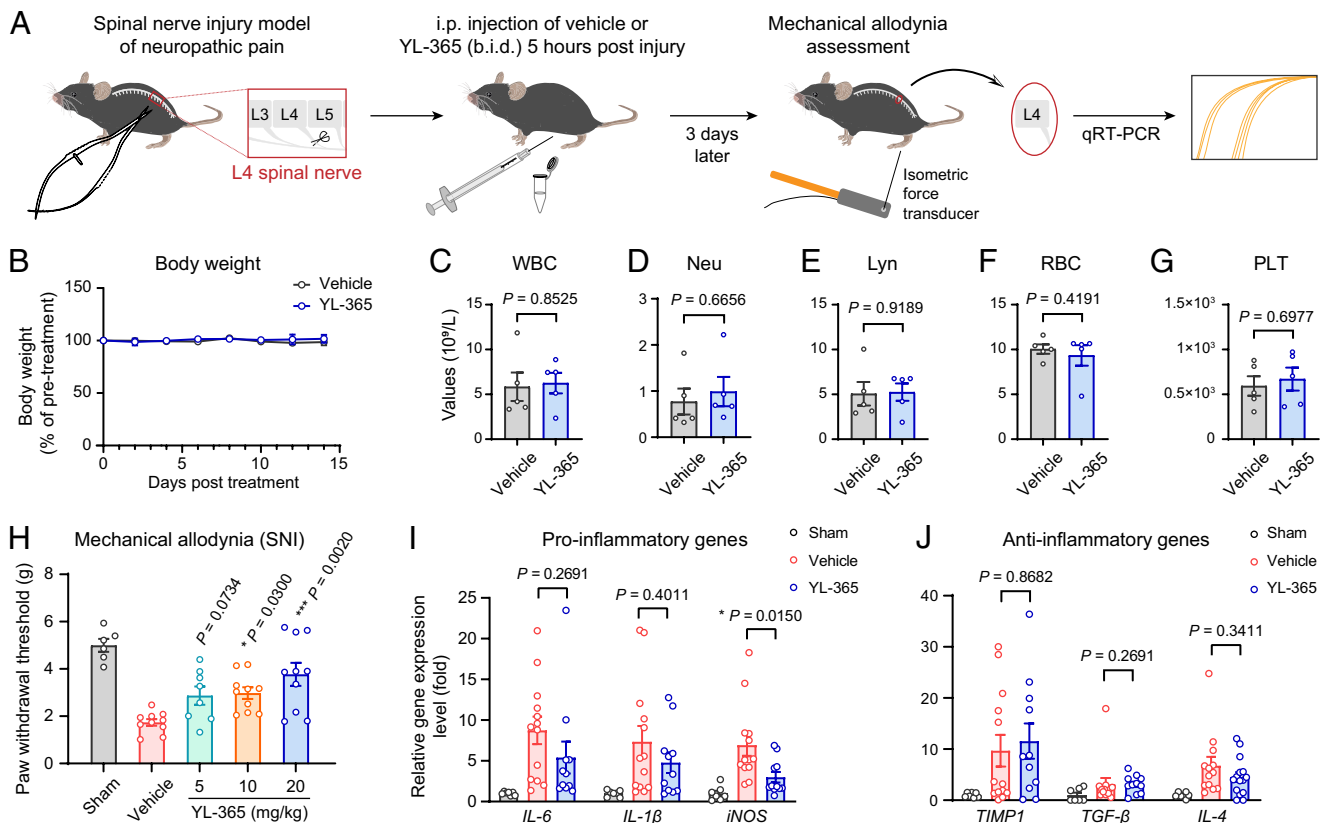 A
Spinal nerve injury model
of neuropathic pain
i.p. injection of vehicle or
YL-365 (b.i.d.) 5 hours post injury
Mechanical allodynia
assessment
L3 L4 L5
L4 spinal nerve
3 days
later
L4
qRT-PCR
Isometric
force
transducer
B
Body weight
Vehicle
YL-365
Body weight
(% of pre-treatment)
150
100
50
0
0 5 10 15
Days post treatment
C
WBC
P = 0.8525
Values (10⁹/L)
15
10
5
0
Vehicle
YL-365
D
Neu
P = 0.6656
3
2
1
0
Vehicle
YL-365
E
Lyn
P = 0.9189
15
10
5
0
Vehicle
YL-365
F
RBC
P = 0.4191
15
10
5
0
Vehicle
YL-365
G
PLT
P = 0.6977
1.5×10³
1×10³
0.5×10³
0
Vehicle
YL-365
H
Mechanical allodynia (SNI)
Paw withdrawal threshold (g)
8
6
4
2
0
P = 0.0734
* P = 0.0300
*** P = 0.0020
Sham
Vehicle
5 10 20
YL-365 (mg/kg)
I
Pro-inflammatory genes
Sham
Vehicle
YL-365
Relative gene expression
level (fold)
25
20
15
10
5
0
P = 0.2691
P = 0.4011
* P = 0.0150
IL-6 IL-1β iNOS
J
Anti-inflammatory genes
Sham
Vehicle
YL-365
40
30
20
10
0
P = 0.8682
P = 0.2691
P = 0.3411
TIMP1 TGF-β IL-4